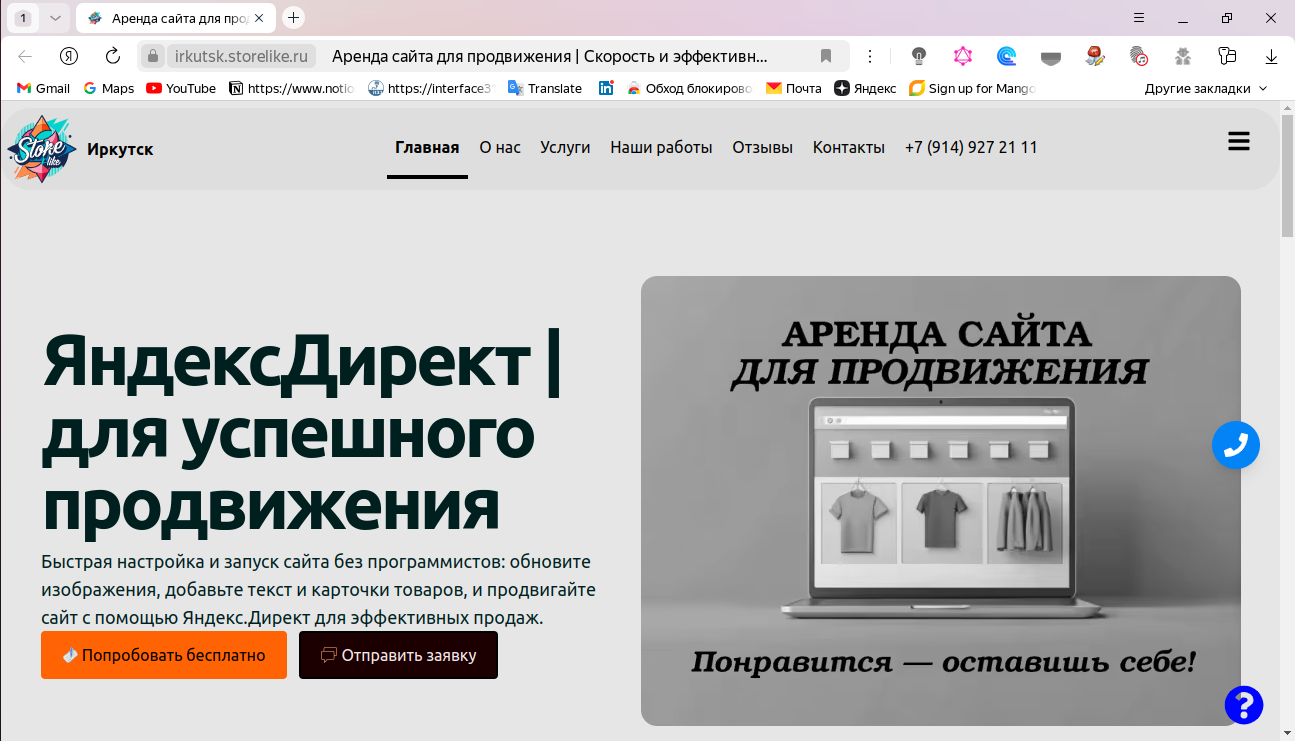 1
Аренда сайта для про
irkutsk.storelike.ru
Аренда сайта для продвижения | Скорость и эффективн...
Gmail
Maps
YouTube
https://www.notio
https://interface3
Translate
Обход блокиров
Почта
Яндекс
Sign up for Mango
Другие закладки
Store
like
Иркутск
Главная
О нас
Услуги
Наши работы
Отзывы
Контакты
+7 (914) 927 21 11
ЯндексДирект |
для успешного
продвижения
Быстрая настройка и запуск сайта без программистов: обновите
изображения, добавьте текст и карточки товаров, и продвигайте
сайт с помощью Яндекс.Директ для эффективных продаж.
Попробовать бесплатно
Отправить заявку
АРЕНДА САЙТА
ДЛЯ ПРОДВИЖЕНИЯ
Понравится — оставишь себе!
?